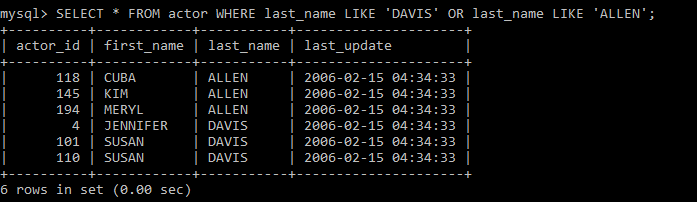 mysql> SELECT * FROM actor WHERE last_name LIKE 'DAVIS' OR last_name LIKE 'ALLEN';
+----------+------------+-----------+---------------------+
| actor_id | first_name | last_name | last_update         |
+----------+------------+-----------+---------------------+
|      118 | CUBA       | ALLEN     | 2006-02-15 04:34:33 |
|      145 | KIM        | ALLEN     | 2006-02-15 04:34:33 |
|      194 | MERYL      | ALLEN     | 2006-02-15 04:34:33 |
|        4 | JENNIFER   | DAVIS     | 2006-02-15 04:34:33 |
|      101 | SUSAN      | DAVIS     | 2006-02-15 04:34:33 |
|      110 | SUSAN      | DAVIS     | 2006-02-15 04:34:33 |
+----------+------------+-----------+---------------------+
6 rows in set (0.00 sec)